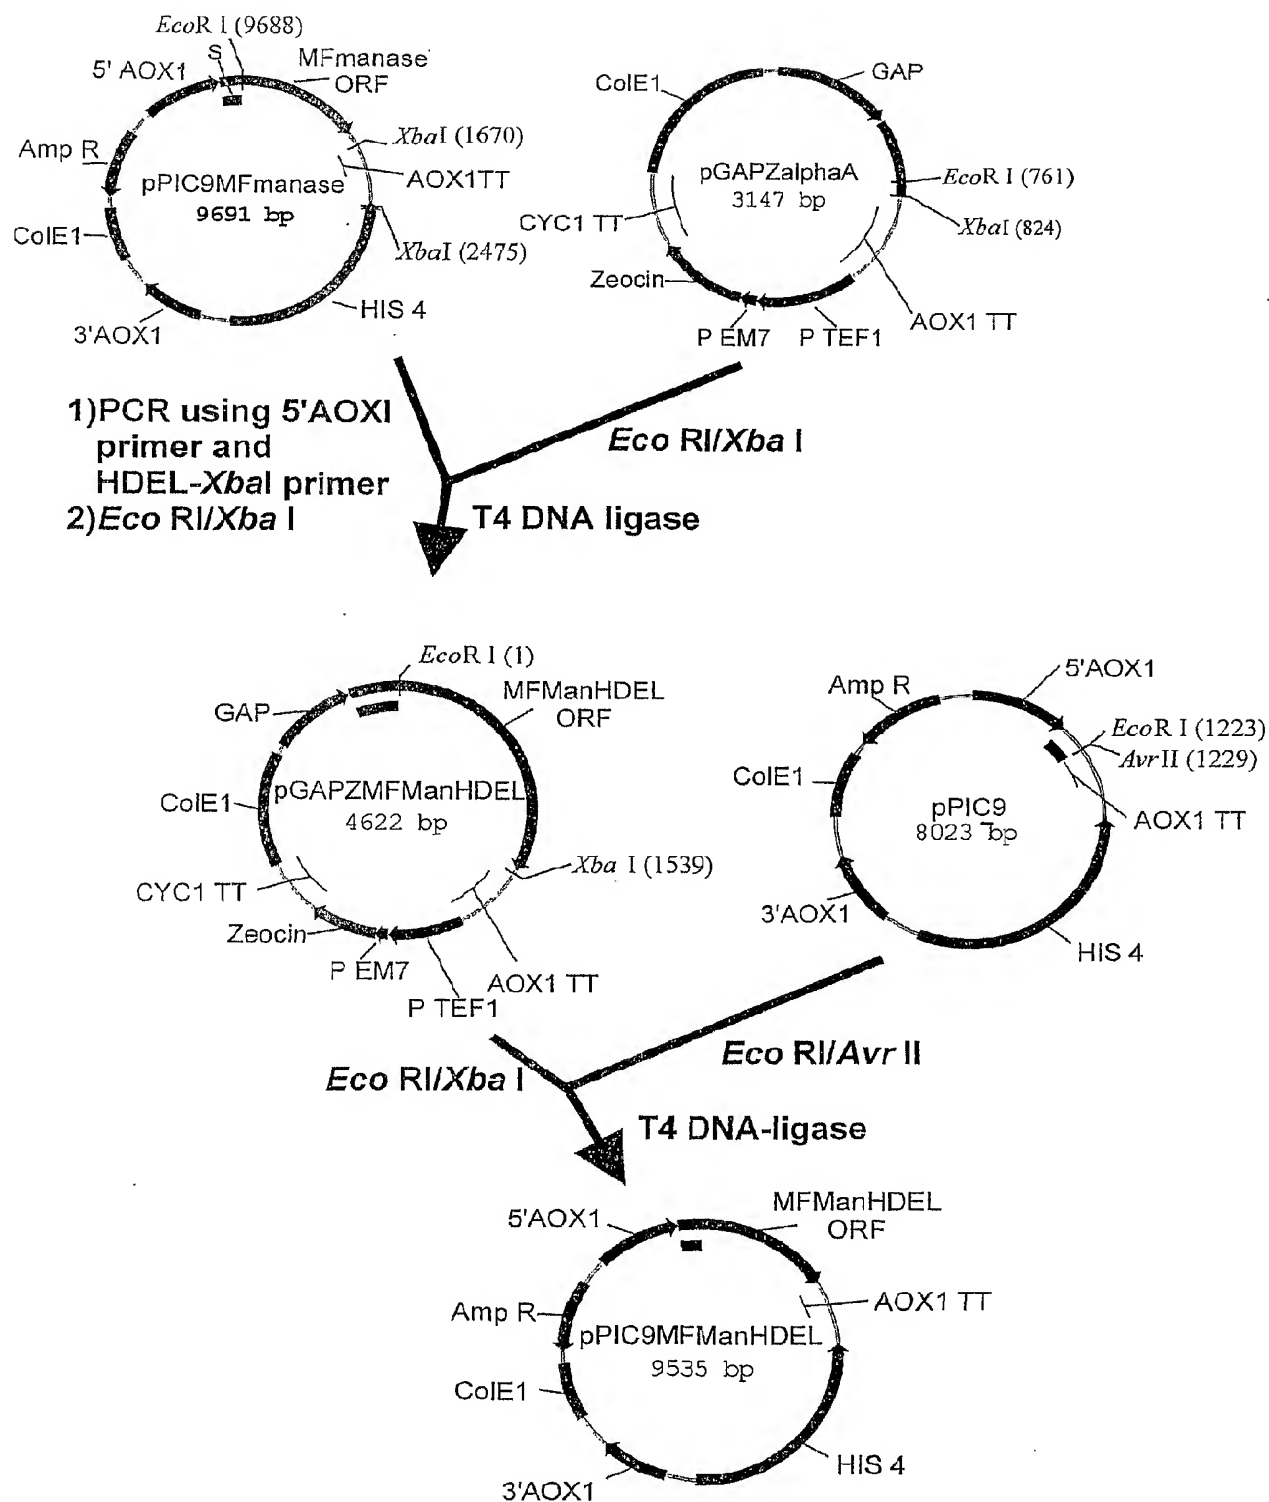 EcoR I (9688)
S
5' AOX1
MFmanase
ORF
XbaI (1670)
Amp R
AOX1TT
pPIC9MFmanase
9691 bp
ColE1
XbaI (2475)
HIS 4
3'AOX1
ColE1
GAP
pGAPZalphaA
3147 bp
EcoR I (761)
XbaI (824)
CYC1 TT
Zeocin
AOX1 TT
P EM7
P TEF1
1)PCR using 5'AOXI
primer and
HDEL-XbaI primer
2)Eco RI/Xba I
Eco RI/Xba I
T4 DNA ligase
EcoR I (1)
MFManHDEL
ORF
GAP
pGAPZMFManHDEL
4622 bp
ColE1
Xba I (1539)
CYC1 TT
Zeocin
P EM7
AOX1 TT
P TEF1
5'AOX1
Amp R
EcoR I (1223)
AvrII (1229)
ColE1
pPIC9
8023 bp
AOX1 TT
3'AOX1
HIS 4
Eco RI/Xba I
Eco RI/Avr II
T4 DNA-ligase
5'AOX1
MFManHDEL
ORF
AOX1 TT
Amp R
pPIC9MFManHDEL
9535 bp
ColE1
HIS 4
3'AOX1